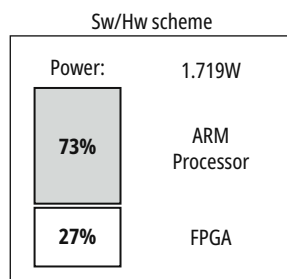 Sw/Hw scheme
Power: 1.719W
73% ARM
Processor
27% FPGA